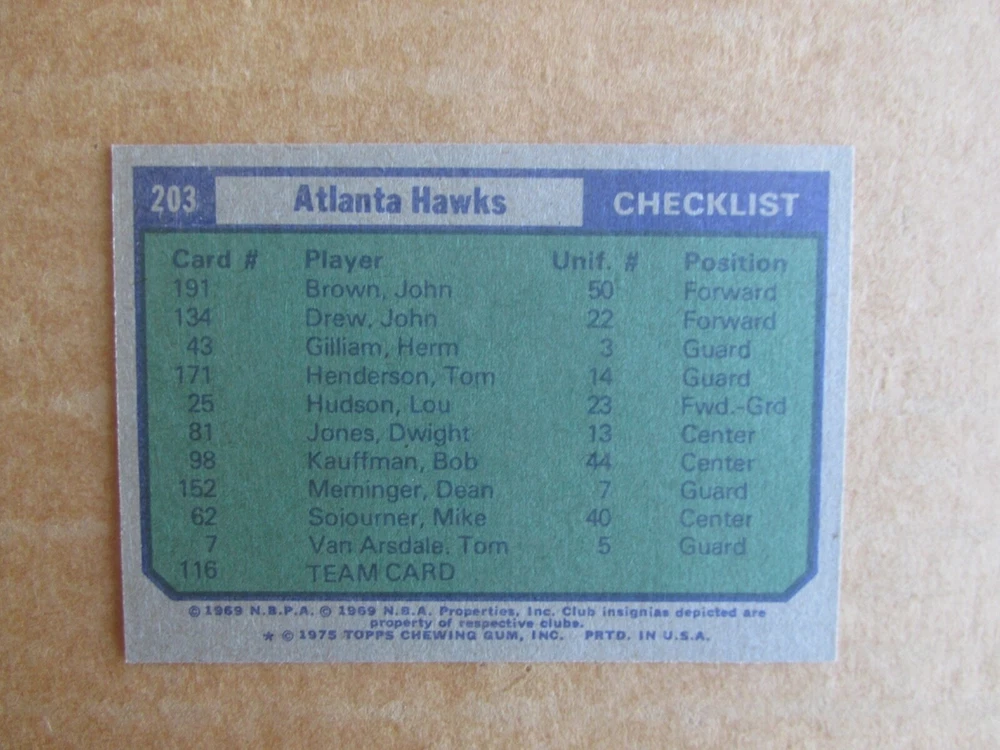 203 Atlanta Hawks CHECKLIST
Card # Player Unif. # Position
191 Brown, John 50 Forward
134 Drew, John 22 Forward
43 Gilliam, Herm 3 Guard
171 Henderson, Tom 14 Guard
25 Hudson, Lou 23 Fwd.-Grd
81 Jones, Dwight 13 Center
98 Kauffman, Bob 44 Center
152 Meminger, Dean 7 Guard
62 Sojourner, Mike 40 Center
7 Van Arsdale, Tom 5 Guard
116 TEAM CARD
© 1969 N.B.P.A. © 1969 N.B.A. Properties, Inc. Club insignias depicted are
property of respective clubs.
* © 1975 TOPPS CHEWING GUM, INC. PRTD. IN U.S.A.